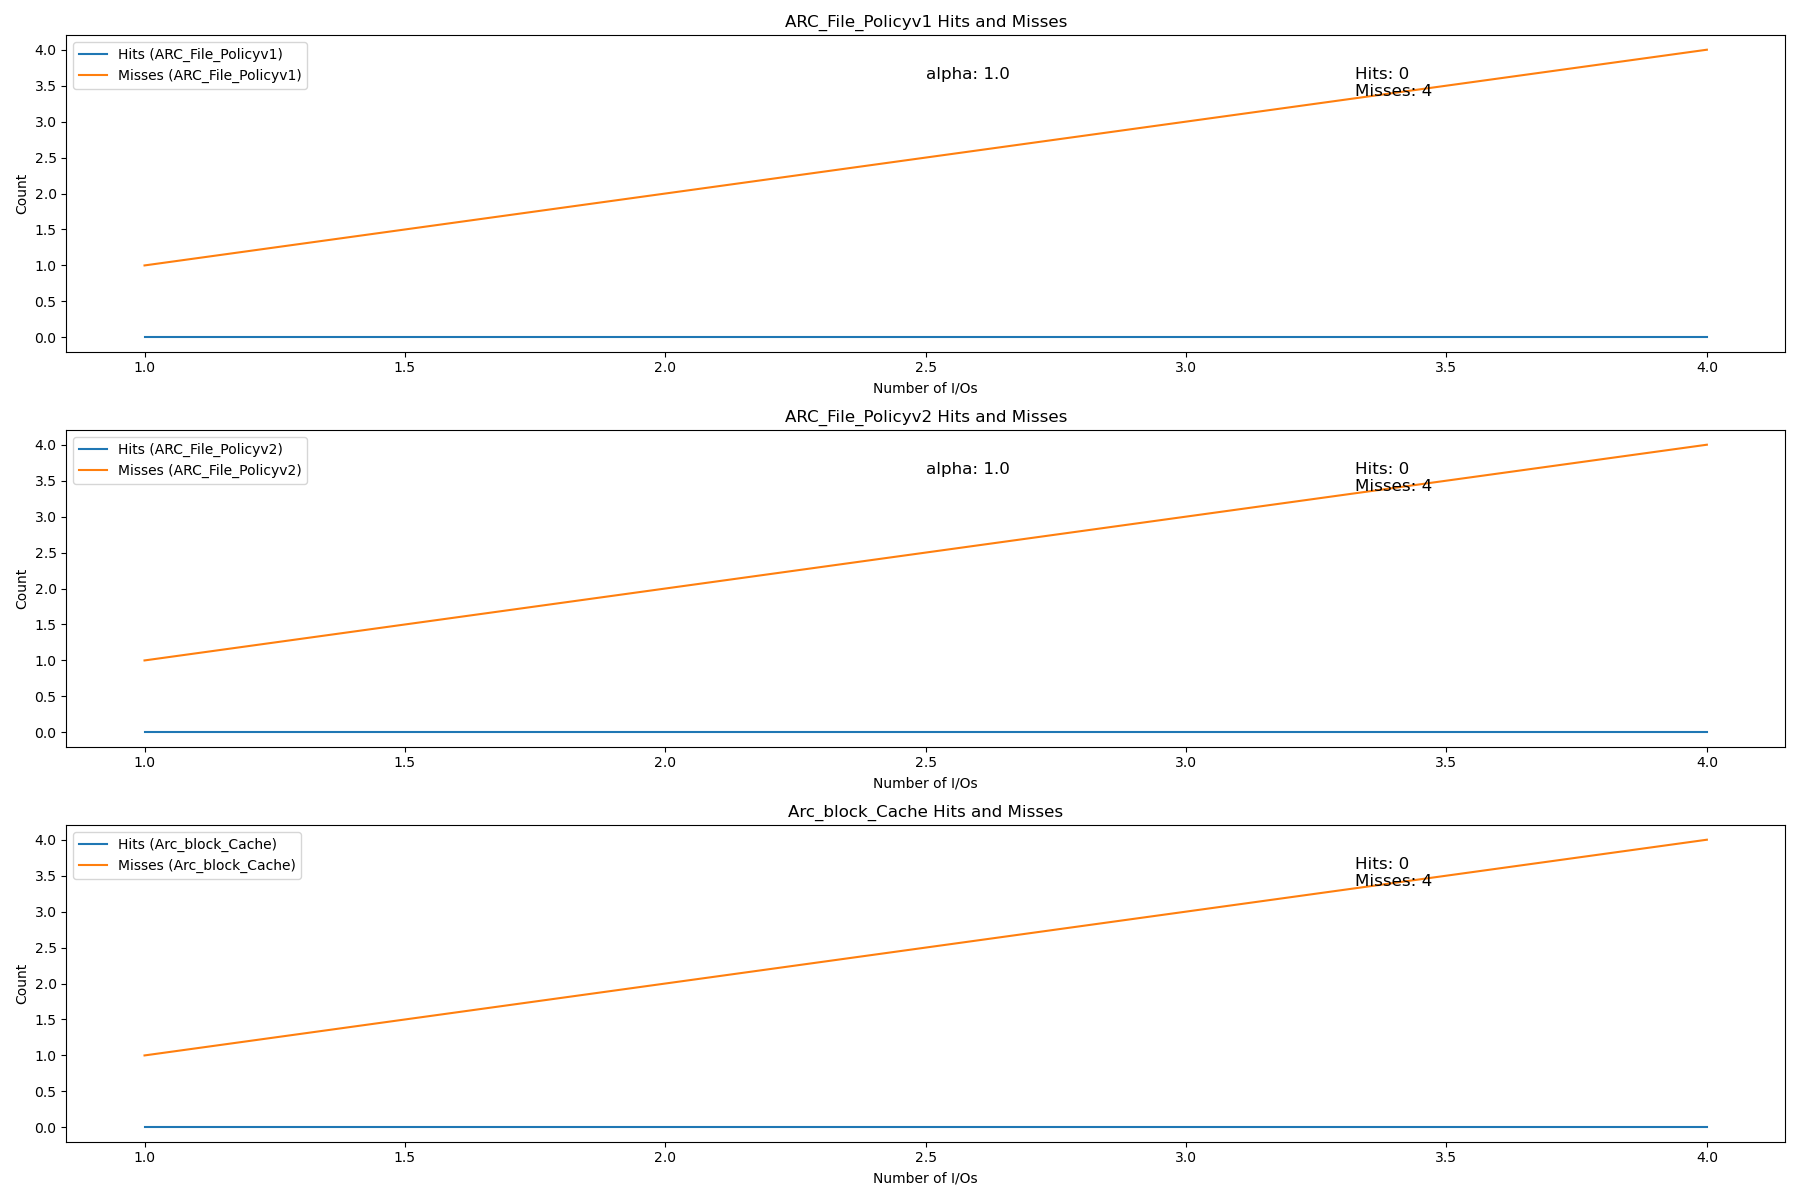 ARC_File_Policyv1 Hits and Misses
Hits (ARC_File_Policyv1)
Misses (ARC_File_Policyv1)
alpha: 1.0
Hits: 0
Misses: 4
Count
4.0
3.5
3.0
2.5
2.0
1.5
1.0
0.5
0.0
1.0 1.5 2.0 2.5 3.0 3.5 4.0
Number of I/Os
ARC_File_Policyv2 Hits and Misses
Hits (ARC_File_Policyv2)
Misses (ARC_File_Policyv2)
alpha: 1.0
Hits: 0
Misses: 4
Count
4.0
3.5
3.0
2.5
2.0
1.5
1.0
0.5
0.0
1.0 1.5 2.0 2.5 3.0 3.5 4.0
Number of I/Os
Arc_block_Cache Hits and Misses
Hits (Arc_block_Cache)
Misses (Arc_block_Cache)
Hits: 0
Misses: 4
Count
4.0
3.5
3.0
2.5
2.0
1.5
1.0
0.5
0.0
1.0 1.5 2.0 2.5 3.0 3.5 4.0
Number of I/Os